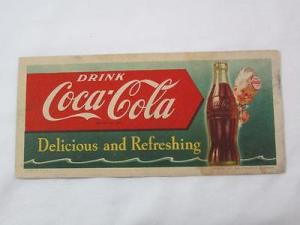 DRINK
Coca-Cola
Delicious and Refreshing